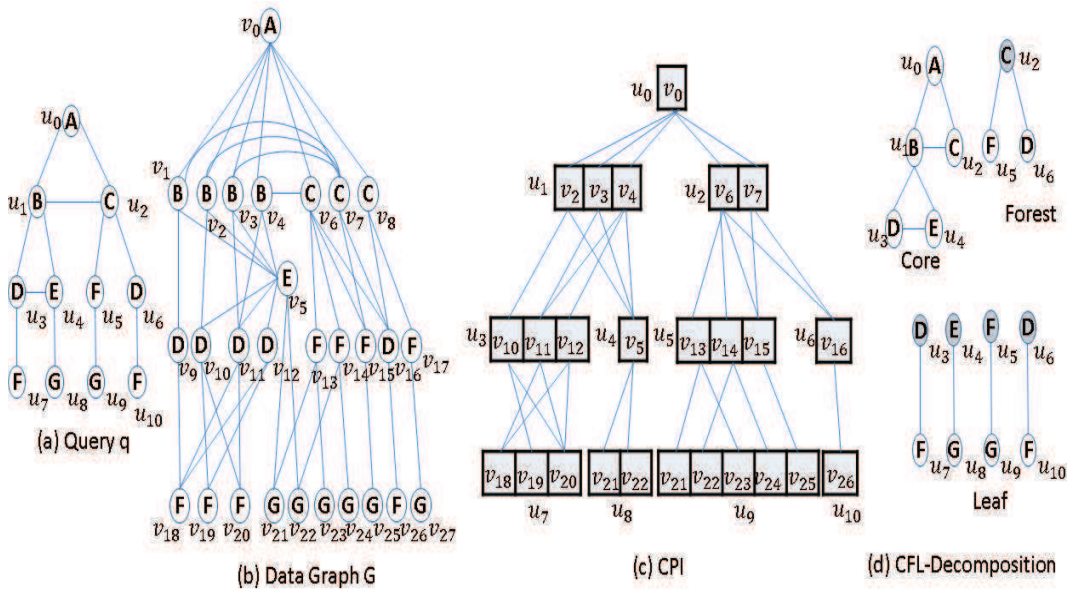 v₀ A
u₀ A
u₁ B C u₂
D E F D
u₃ u₄ u₅ u₆
F G G F
u₇ u₈ u₉ u₁₀
(a) Query q
v₁
B B B B C C C
v₂ v₃ v₄ v₆ v₇ v₈
E
v₅
D D D D F F F D F
v₉ v₁₀ v₁₁ v₁₂ v₁₃ v₁₄ v₁₅ v₁₆ v₁₇
F F F G G G G G F G
v₁₈ v₁₉ v₂₀ v₂₁ v₂₂ v₂₃ v₂₄ v₂₅ v₂₆ v₂₇
(b) Data Graph G
u₀ v₀
u₁ v₂ v₃ v₄ u₂ v₆ v₇
u₃ v₁₀ v₁₁ v₁₂ u₄ v₅ u₅ v₁₃ v₁₄ v₁₅ u₆ v₁₆
v₁₈ v₁₉ v₂₀ v₂₁ v₂₂ v₂₁ v₂₂ v₂₃ v₂₄ v₂₅ v₂₆
u₇ u₈ u₉ u₁₀
(c) CPI
u₀ A
u₁ B C u₂
u₃ D E u₄
Core
C u₂
F D
u₅ u₆
Forest
D E F D
u₃ u₄ u₅ u₆
F G G F
u₇ u₈ u₉ u₁₀
Leaf
(d) CFL-Decomposition